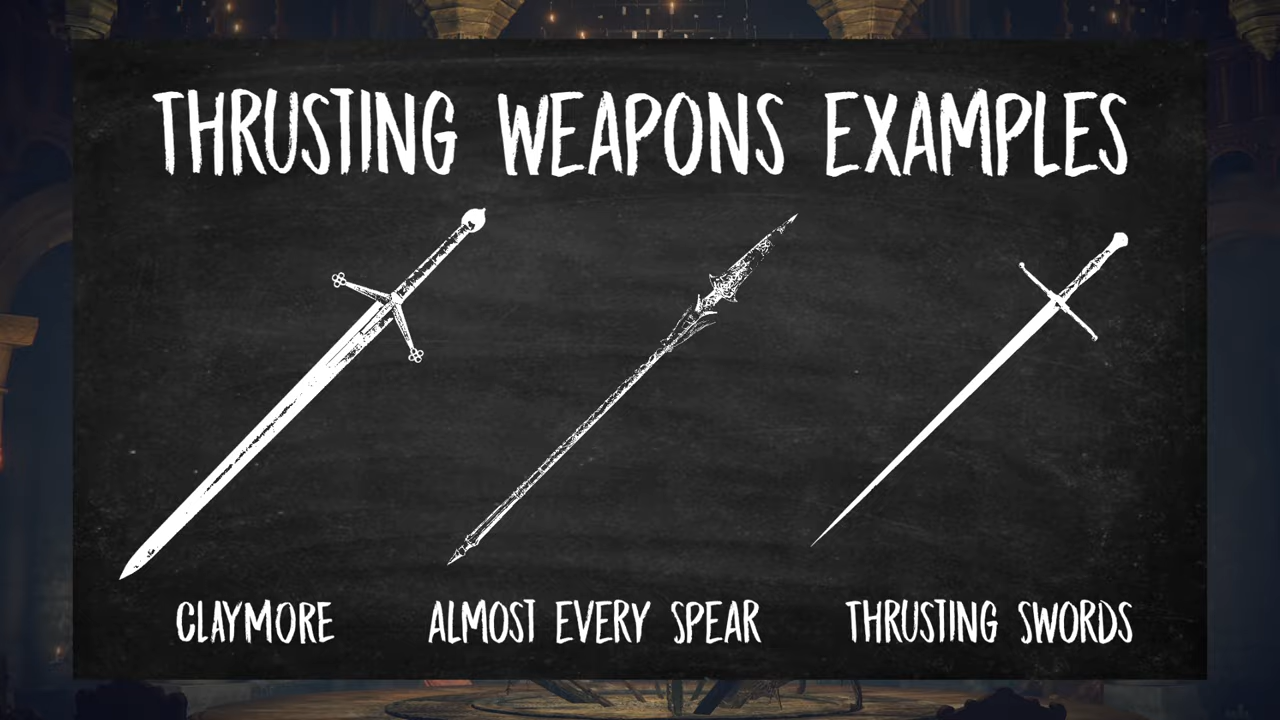 THRUSTING WEAPONS EXAMPLES
CLAYMORE
ALMOST EVERY SPEAR
THRUSTING SWORDS